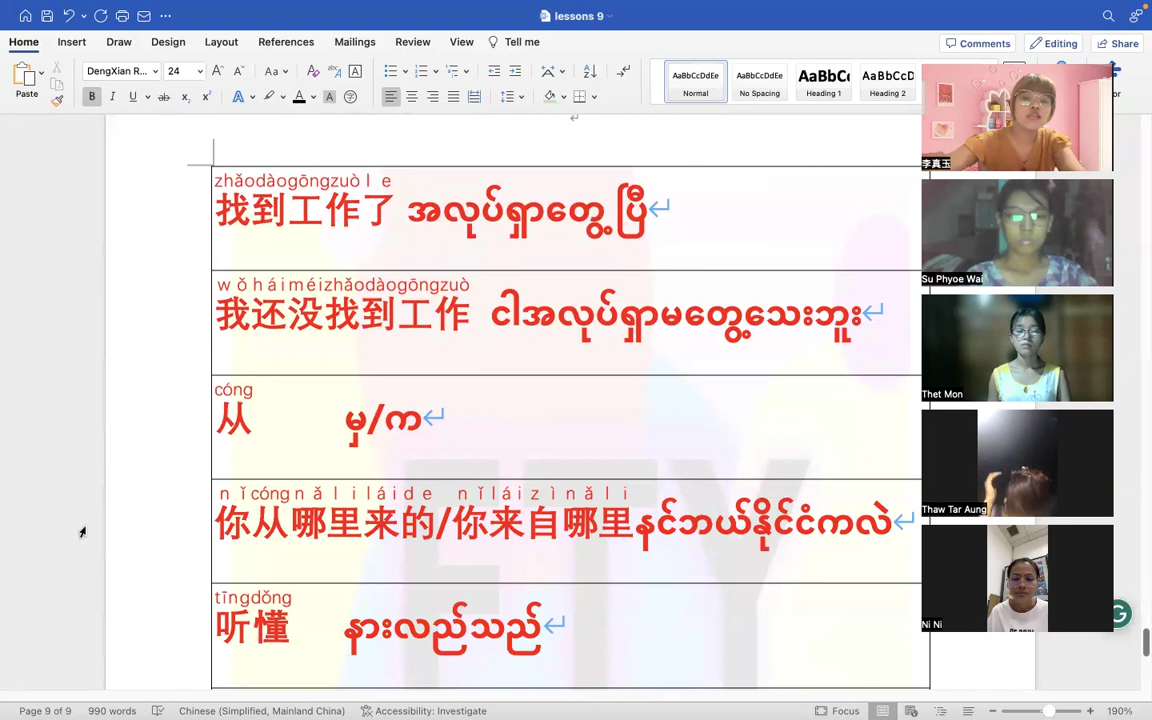 lessons 9
Home Insert Draw Design Layout References Mailings Review View Tell me
Comments Editing Share
Paste
DengXian R... 24
AaBbCcDdEe AaBbCcDdEe AaBbC AaBbCcD
Normal No Spacing Heading 1 Heading 2
zhǎodàogōngzuò l e
找到工作了 အလုပ်ရှာတွေ့ပြီ
w ǒ h á i m é i zhǎodàogōngzuò
我还没找到工作 ငါအလုပ်ရှာမတွေ့သေးဘူး
cóng
从 မှ/က
n ǐ cóng n ǎ l i l á i d e n ǐ l á i z ì n ǎ l i
你从哪里来的/你来自哪里နင်ဘယ်နိုင်ငံကလဲ
tīngdǒng
听懂 နားလည်သည်
FTY
李真玉
Su Phyoe Wai
Thet Mon
Thaw Tar Aung
Ni Ni
Page 9 of 9 990 words Chinese (Simplified, Mainland China) Accessibility: Investigate Focus 190%